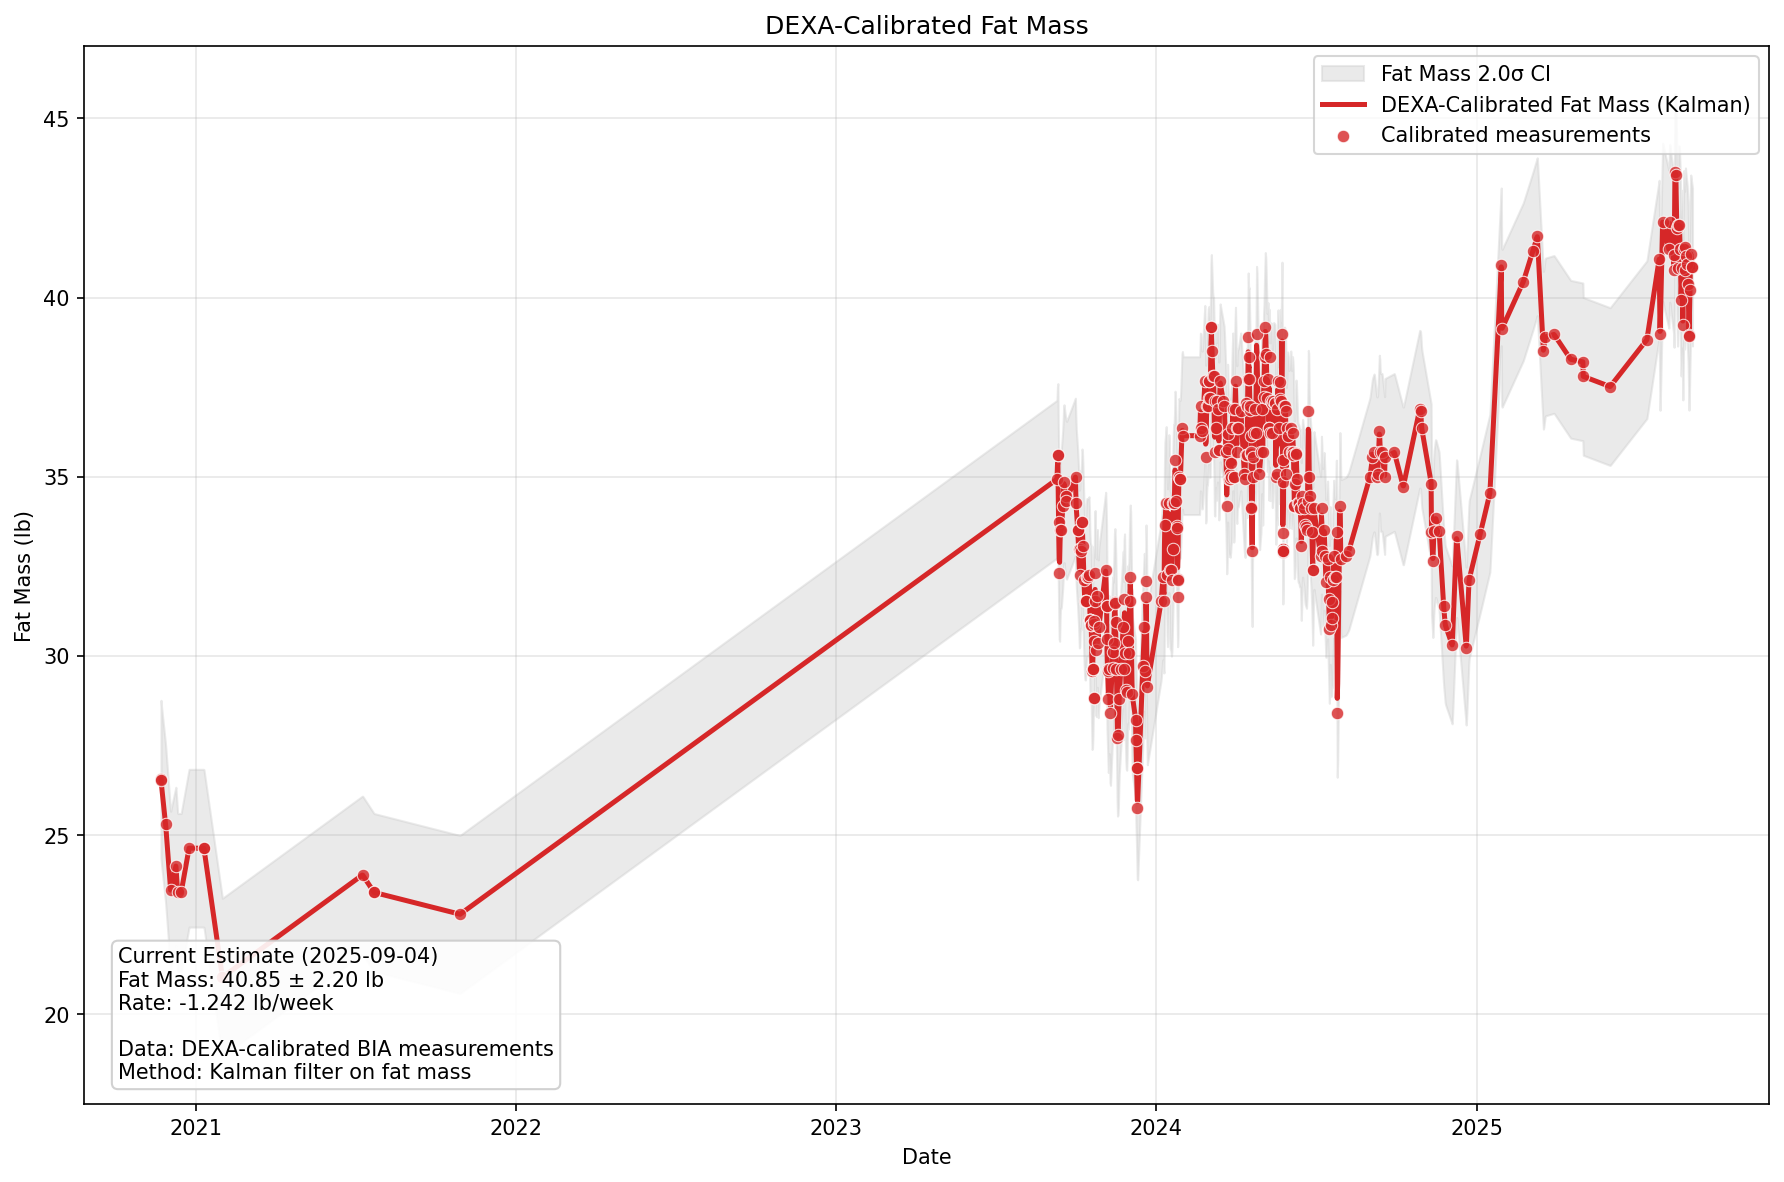 DEXA-Calibrated Fat Mass
Fat Mass 2.0σ CI
DEXA-Calibrated Fat Mass (Kalman)
Calibrated measurements
45
40
35
30
25
20
Fat Mass (lb)
Current Estimate (2025-09-04)
Fat Mass: 40.85 ± 2.20 lb
Rate: -1.242 lb/week
Data: DEXA-calibrated BIA measurements
Method: Kalman filter on fat mass
2021
2022
2023
2024
2025
Date